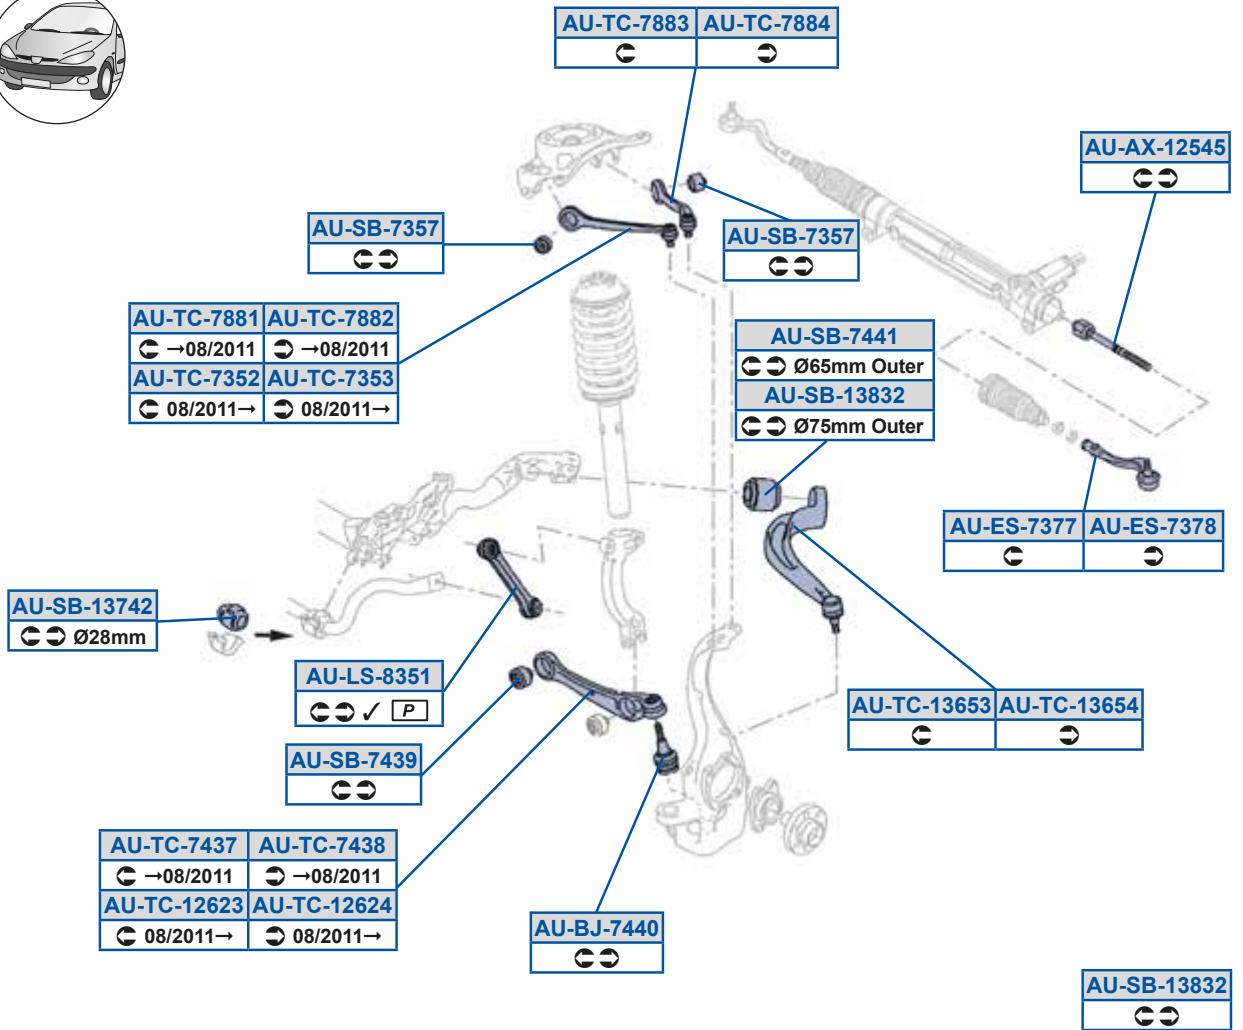 AU-TC-7883 AU-TC-7884
AU-AX-12545
AU-SB-7357
AU-SB-7357
AU-TC-7881 AU-TC-7882
→08/2011 →08/2011
AU-TC-7352 AU-TC-7353
08/2011→ 08/2011→
AU-SB-7441
Ø65mm Outer
AU-SB-13832
Ø75mm Outer
AU-ES-7377 AU-ES-7378
AU-SB-13742
Ø28mm
AU-LS-8351
✓ P
AU-TC-13653 AU-TC-13654
AU-SB-7439
AU-TC-7437 AU-TC-7438
→08/2011 →08/2011
AU-TC-12623 AU-TC-12624
08/2011→ 08/2011→
AU-BJ-7440
AU-SB-13832